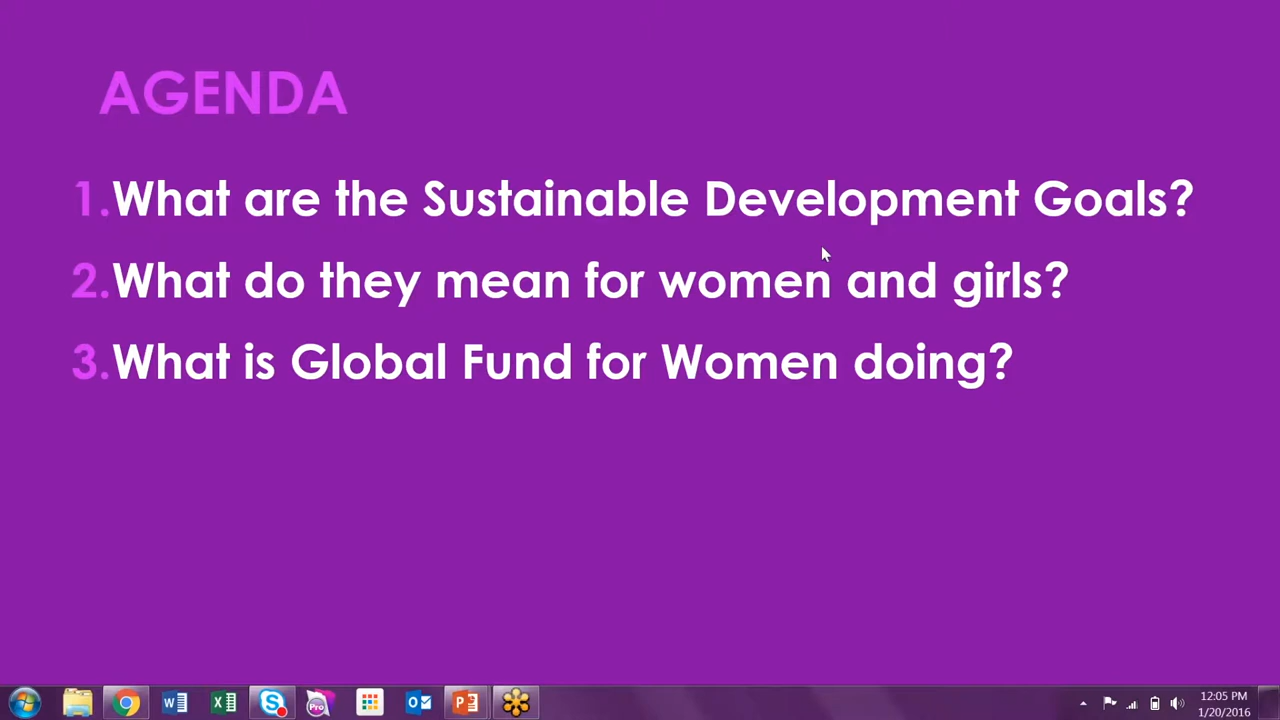 AGENDA
1.What are the Sustainable Development Goals?
2.What do they mean for women and girls?
3.What is Global Fund for Women doing?
Pro
12:05 PM
1/20/2016